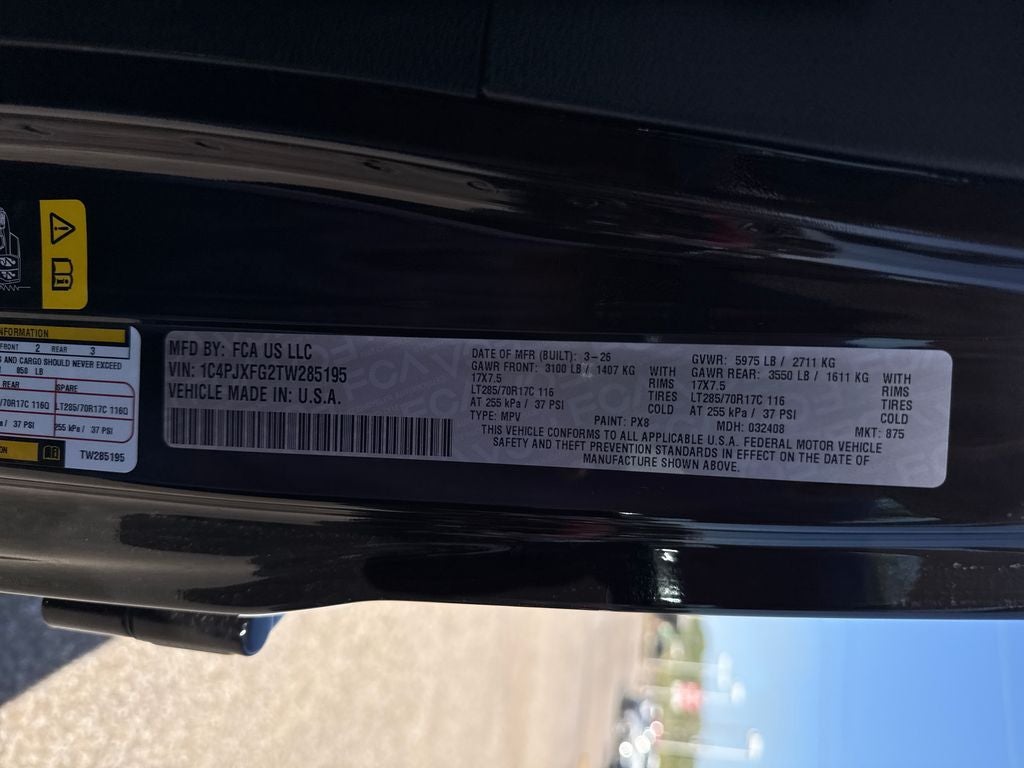 INFORMATION
FRONT 2 REAR 3
AND CARGO SHOULD NEVER EXCEED
850 LB
REAR SPARE
/70R17C 116Q LT285/70R17C 116Q
kPa / 37 PSI 255 kPa / 37 PSI
TW285195
MFD BY: FCA US LLC
VIN: 1C4PJXFG2TW285195
VEHICLE MADE IN: U.S.A.
DATE OF MFR (BUILT): 3-26 GVWR: 5975 LB / 2711 KG
GAWR FRONT: 3100 LB / 1407 KG WITH GAWR REAR: 3550 LB / 1611 KG WITH
17X7.5 RIMS 17X7.5 RIMS
LT285/70R17C 116 TIRES LT285/70R17C 116 TIRES
AT 255 kPa / 37 PSI COLD AT 255 kPa / 37 PSI COLD
TYPE: MPV PAINT: PX8 MDH: 032408 MKT: 875
THIS VEHICLE CONFORMS TO ALL APPLICABLE U.S.A. FEDERAL MOTOR VEHICLE
SAFETY AND THEFT PREVENTION STANDARDS IN EFFECT ON THE DATE OF
MANUFACTURE SHOWN ABOVE.